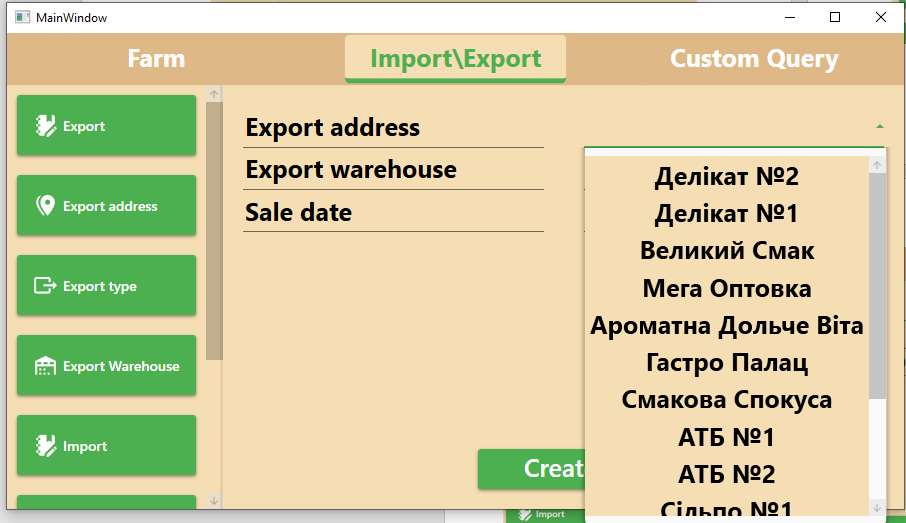 MainWindow
Farm
Import\Export
Custom Query
Export
Export address
Export type
Export Warehouse
Import
Export address
Export warehouse
Sale date
Делікат №2
Делікат №1
Великий Смак
Мега Оптовка
Ароматна Дольче Віта
Гастро Палац
Смакова Спокуса
АТБ №1
АТБ №2
Сільпо №1
Creat
Import